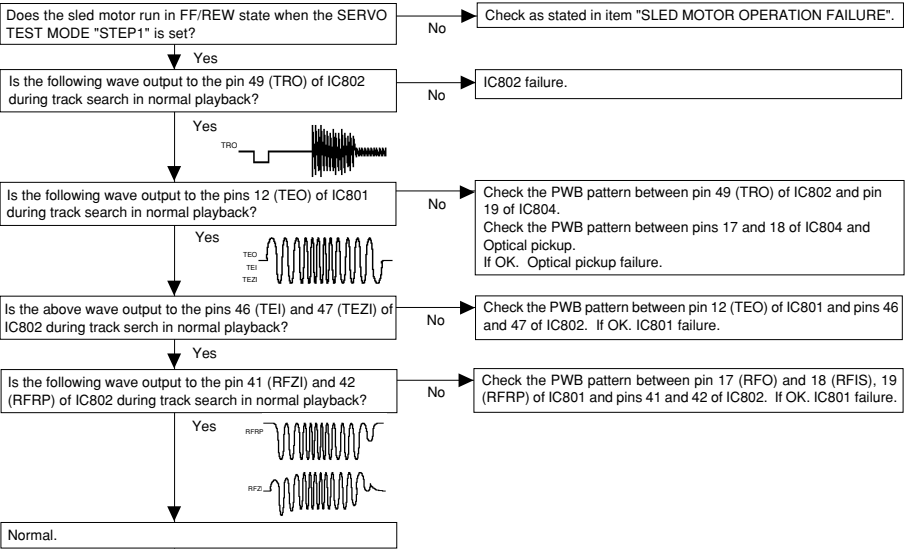 Does the sled motor run in FF/REW state when the SERVO
TEST MODE "STEP1" is set?
No
Check as stated in item "SLED MOTOR OPERATION FAILURE".
Yes
Is the following wave output to the pin 49 (TRO) of IC802
during track search in normal playback?
No
IC802 failure.
Yes
TRO
Is the following wave output to the pins 12 (TEO) of IC801
during track search in normal playback?
No
Check the PWB pattern between pin 49 (TRO) of IC802 and pin
19 of IC804.
Check the PWB pattern between pins 17 and 18 of IC804 and
Optical pickup.
If OK. Optical pickup failure.
Yes
TEO
TEI
TEZI
Is the above wave output to the pins 46 (TEI) and 47 (TEZI) of
IC802 during track serch in normal playback?
No
Check the PWB pattern between pin 12 (TEO) of IC801 and pins 46
and 47 of IC802. If OK. IC801 failure.
Yes
Is the following wave output to the pin 41 (RFZI) and 42
(RFRP) of IC802 during track search in normal playback?
No
Check the PWB pattern between pin 17 (RFO) and 18 (RFIS), 19
(RFRP) of IC801 and pins 41 and 42 of IC802. If OK. IC801 failure.
Yes
RFRP
RFZI
Normal.